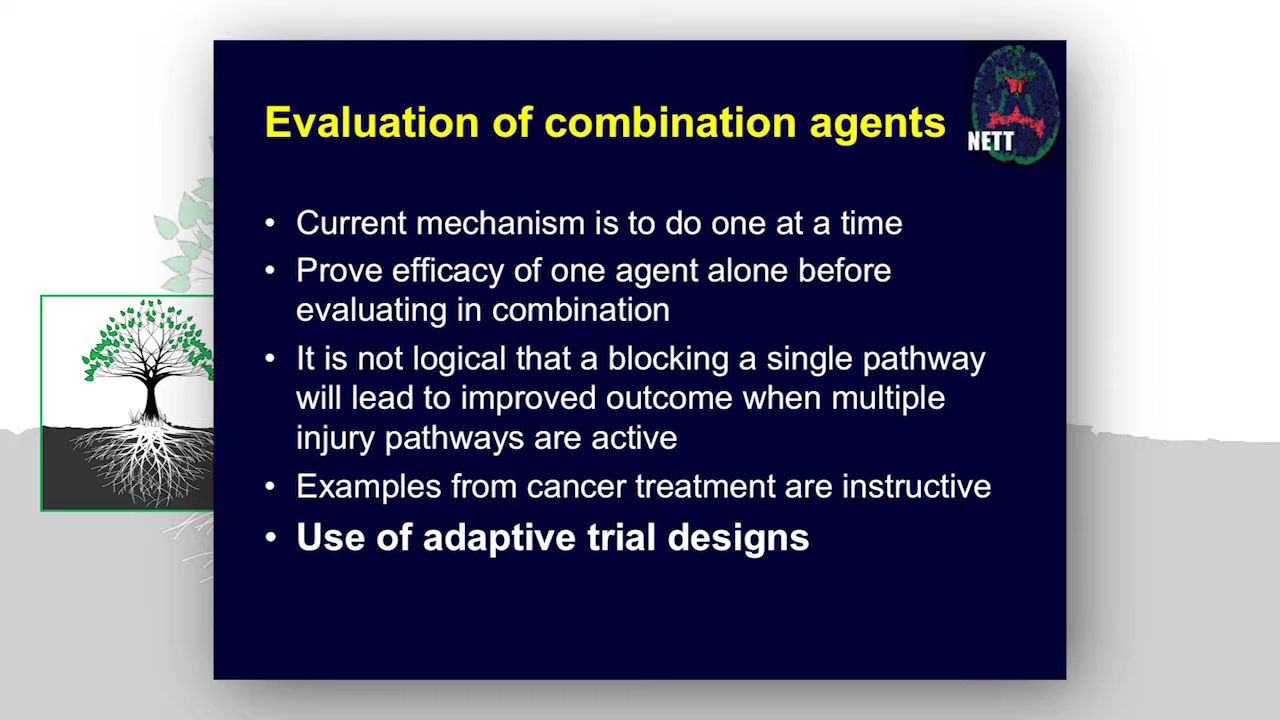 Evaluation of combination agents
NETT
• Current mechanism is to do one at a time
• Prove efficacy of one agent alone before
evaluating in combination
• It is not logical that a blocking a single pathway
will lead to improved outcome when multiple
injury pathways are active
• Examples from cancer treatment are instructive
• Use of adaptive trial designs